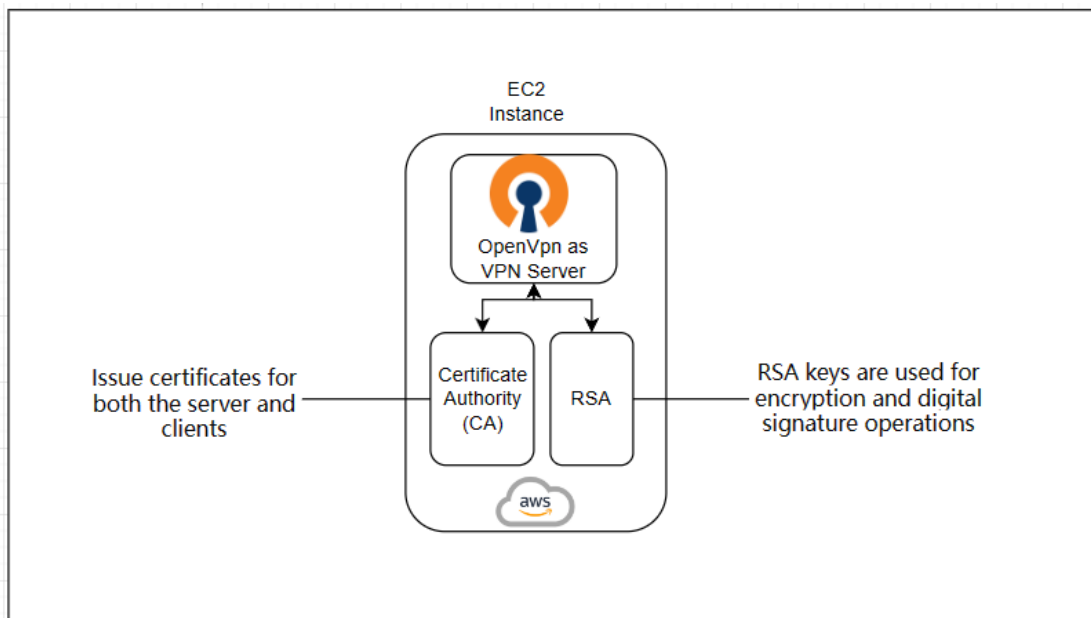 EC2
Instance
OpenVpn as
VPN Server
Issue certificates for
both the server and
clients
Certificate
Authority
(CA)
RSA
RSA keys are used for
encryption and digital
signature operations
aws